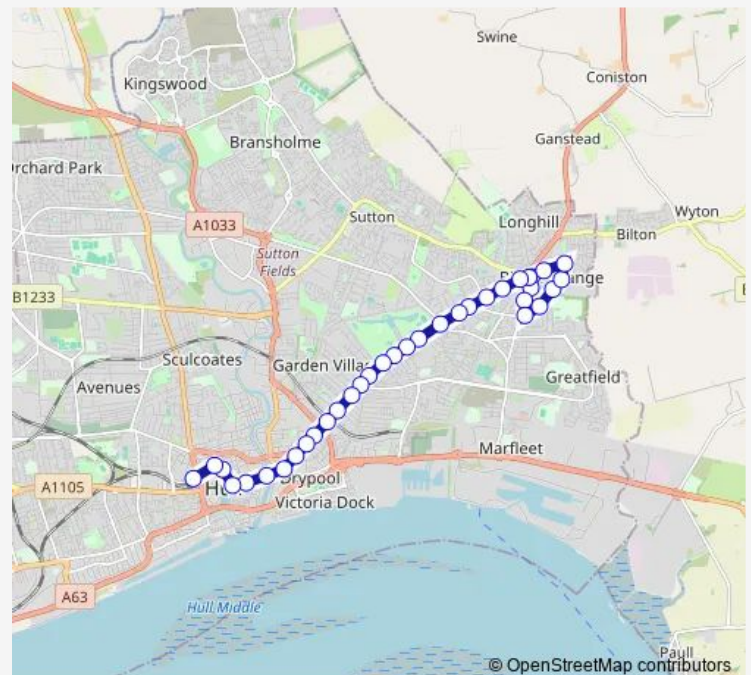 Swine
Coniston
Kingswood
Ganstead
Bransholme
Orchard Park
Wyton
Sutton
Longhill
A1033
Bilton
Sutton
Fields
B1233
Sculcoates
Garden Villa
Avenues
Greatfield
Marfleet
A1105
Drypool
Victoria Dock
A63
Hull Middle
Paull
© OpenStreetMap contributors